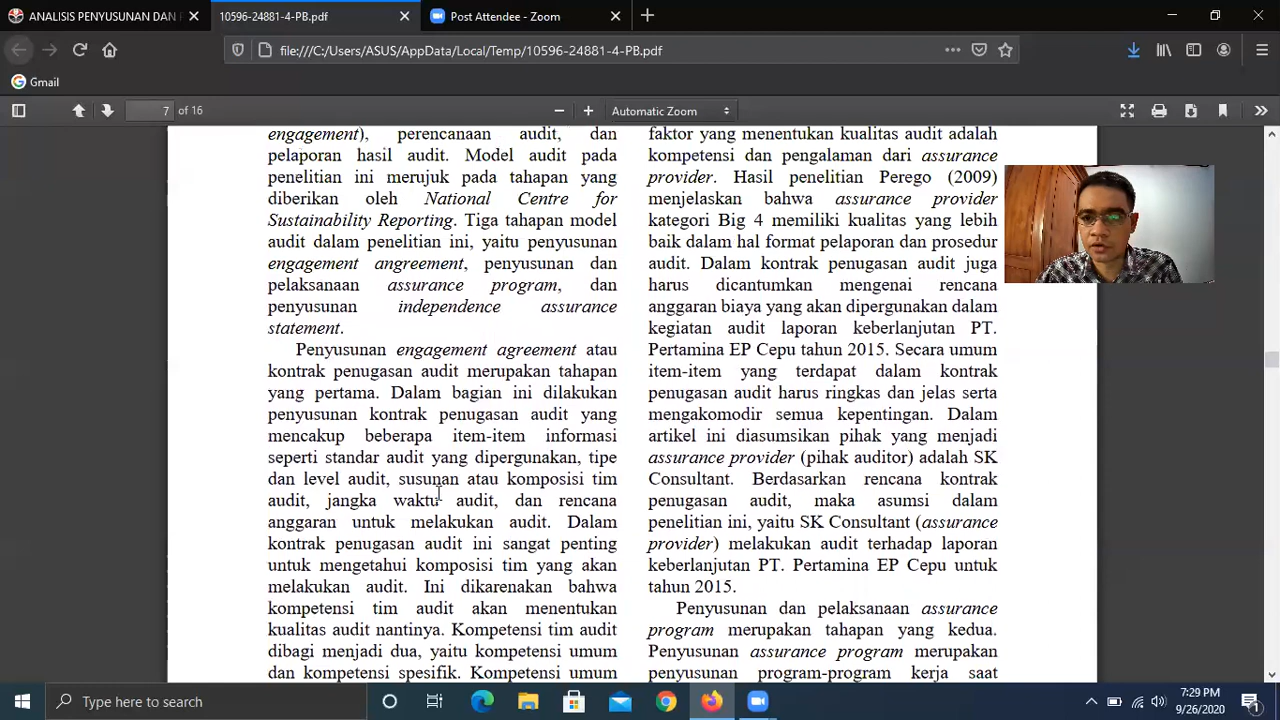 ANALISIS PENYUSUNAN DAN
10596-24881-4-PB.pdf
Post Attendee - Zoom
file:///C:/Users/ASUS/AppData/Local/Temp/10596-24881-4-PB.pdf
Gmail
7 of 16
Automatic Zoom
engagement), perencanaan audit, dan
pelaporan hasil audit. Model audit pada
penelitian ini merujuk pada tahapan yang
diberikan oleh National Centre for
Sustainability Reporting. Tiga tahapan model
audit dalam penelitian ini, yaitu penyusunan
engagement angreement, penyusunan dan
pelaksanaan assurance program, dan
penyusunan independence assurance
statement.
Penyusunan engagement agreement atau
kontrak penugasan audit merupakan tahapan
yang pertama. Dalam bagian ini dilakukan
penyusunan kontrak penugasan audit yang
mencakup beberapa item-item informasi
seperti standar audit yang dipergunakan, tipe
dan level audit, susunan atau komposisi tim
audit, jangka waktu audit, dan rencana
anggaran untuk melakukan audit. Dalam
kontrak penugasan audit ini sangat penting
untuk mengetahui komposisi tim yang akan
melakukan audit. Ini dikarenakan bahwa
kompetensi tim audit akan menentukan
kualitas audit nantinya. Kompetensi tim audit
dibagi menjadi dua, yaitu kompetensi umum
dan kompetensi spesifik. Kompetensi umum
faktor yang menentukan kualitas audit adalah
kompetensi dan pengalaman dari assurance
provider. Hasil penelitian Perego (2009)
menjelaskan bahwa assurance provider
kategori Big 4 memiliki kualitas yang lebih
baik dalam hal format pelaporan dan prosedur
audit. Dalam kontrak penugasan audit juga
harus dicantumkan mengenai rencana
anggaran biaya yang akan dipergunakan dalam
kegiatan audit laporan keberlanjutan PT.
Pertamina EP Cepu tahun 2015. Secara umum
item-item yang terdapat dalam kontrak
penugasan audit harus ringkas dan jelas serta
mengakomodir semua kepentingan. Dalam
artikel ini diasumsikan pihak yang menjadi
assurance provider (pihak auditor) adalah SK
Consultant. Berdasarkan rencana kontrak
penugasan audit, maka asumsi dalam
penelitian ini, yaitu SK Consultant (assurance
provider) melakukan audit terhadap laporan
keberlanjutan PT. Pertamina EP Cepu untuk
tahun 2015.
Penyusunan dan pelaksanaan assurance
program merupakan tahapan yang kedua.
Penyusunan assurance program merupakan
penyusunan program-program kerja saat
Type here to search
7:29 PM
9/26/2020
1